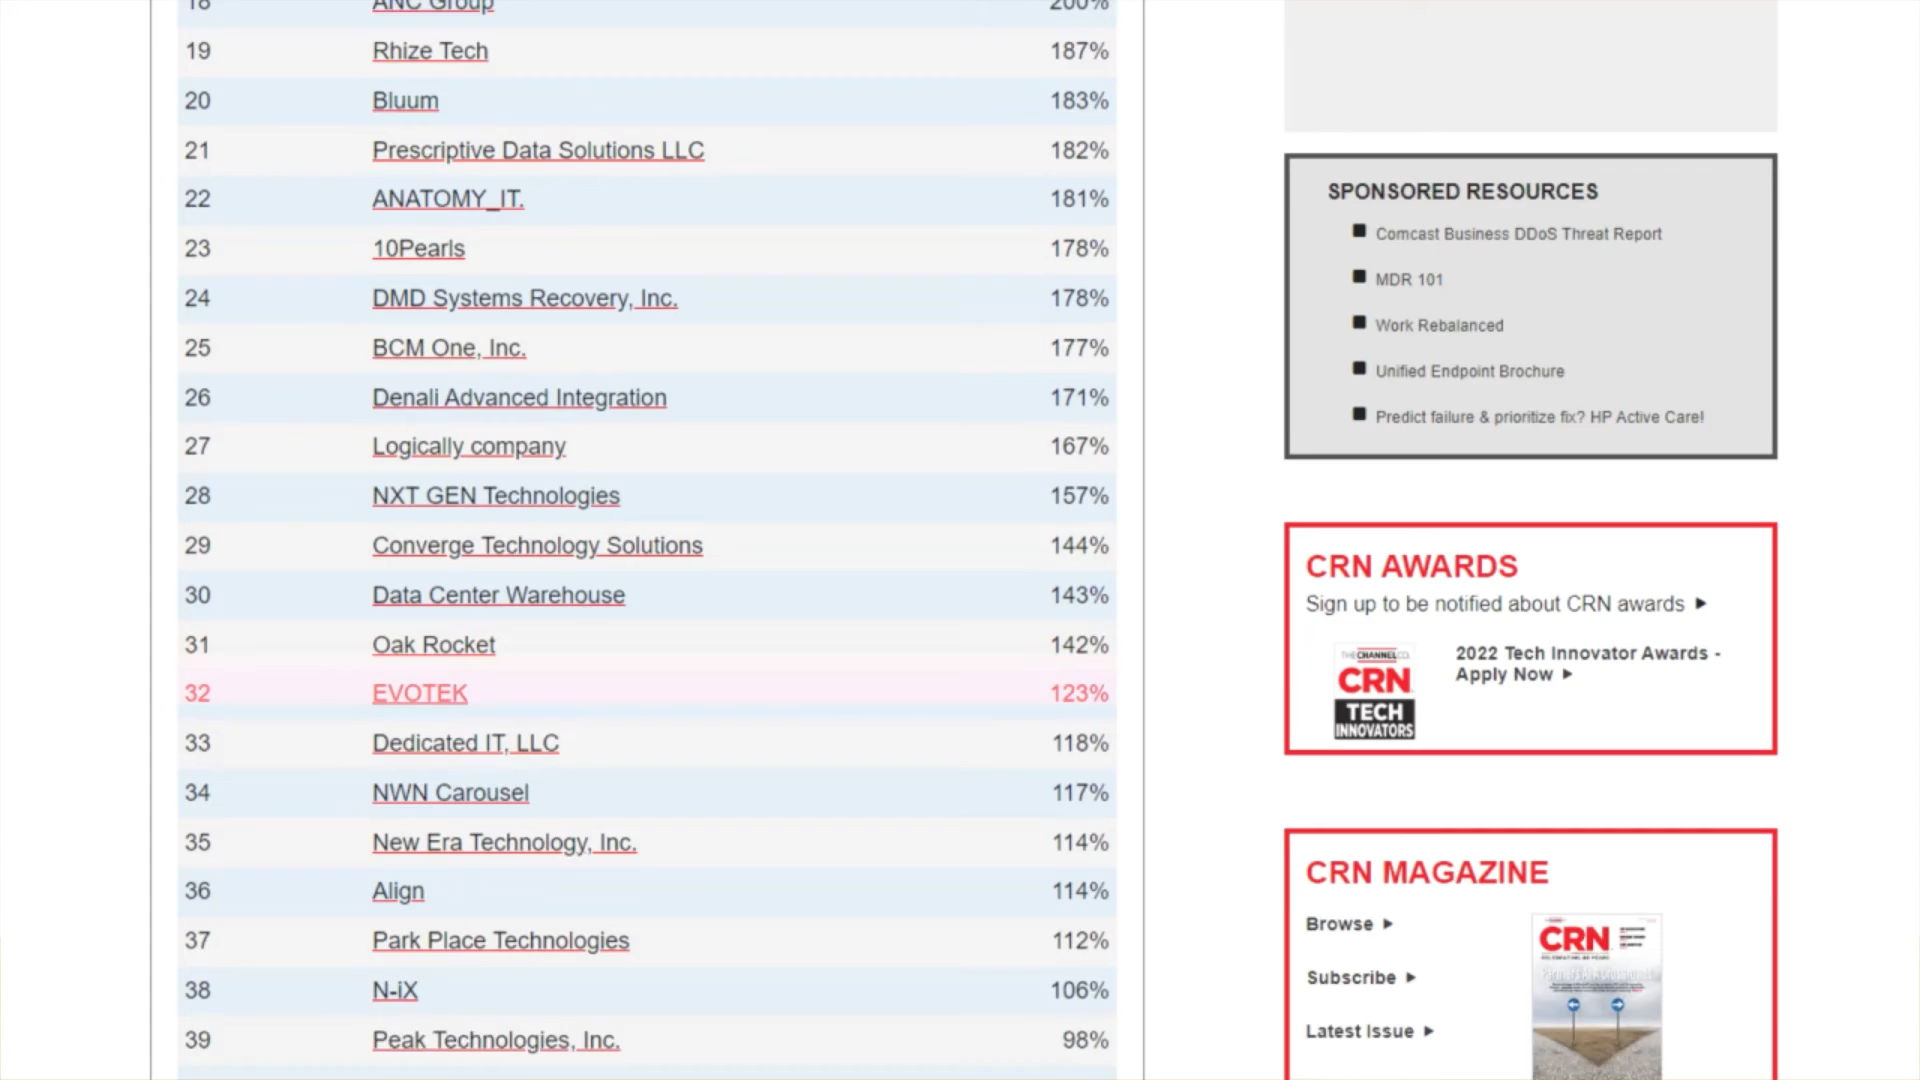 18 ANC Group 200%
19 Rhize Tech 187%
20 Bluum 183%
21 Prescriptive Data Solutions LLC 182%
22 ANATOMY_IT. 181%
23 10Pearls 178%
24 DMD Systems Recovery, Inc. 178%
25 BCM One, Inc. 177%
26 Denali Advanced Integration 171%
27 Logically company 167%
28 NXT GEN Technologies 157%
29 Converge Technology Solutions 144%
30 Data Center Warehouse 143%
31 Oak Rocket 142%
32 EVOTEK 123%
33 Dedicated IT, LLC 118%
34 NWN Carousel 117%
35 New Era Technology, Inc. 114%
36 Align 114%
37 Park Place Technologies 112%
38 N-iX 106%
39 Peak Technologies, Inc. 98%
SPONSORED RESOURCES
Comcast Business DDoS Threat Report
MDR 101
Work Rebalanced
Unified Endpoint Brochure
Predict failure & prioritize fix? HP Active Care!
CRN AWARDS
Sign up to be notified about CRN awards
THE CHANNEL CO.
CRN
TECH
INNOVATORS
2022 Tech Innovator Awards -
Apply Now
CRN MAGAZINE
Browse
Subscribe
Latest Issue
CRN